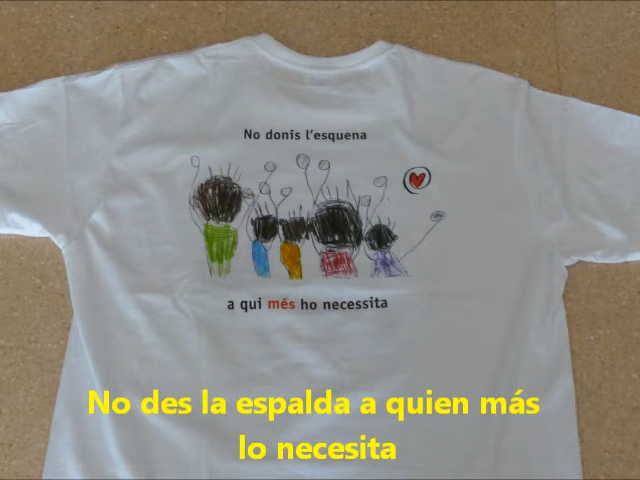 No donis l'esquena
a qui més ho necessita
No des la espalda a quien más
lo necesita